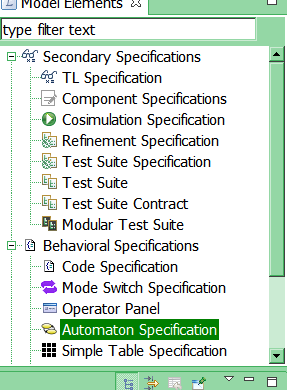 Model Elements
type filter text
Secondary Specifications
TL Specification
Component Specifications
Cosimulation Specification
Refinement Specification
Test Suite Specification
Test Suite
Test Suite Contract
Modular Test Suite
Behavioral Specifications
Code Specification
Mode Switch Specification
Operator Panel
Automaton Specification
Simple Table Specification